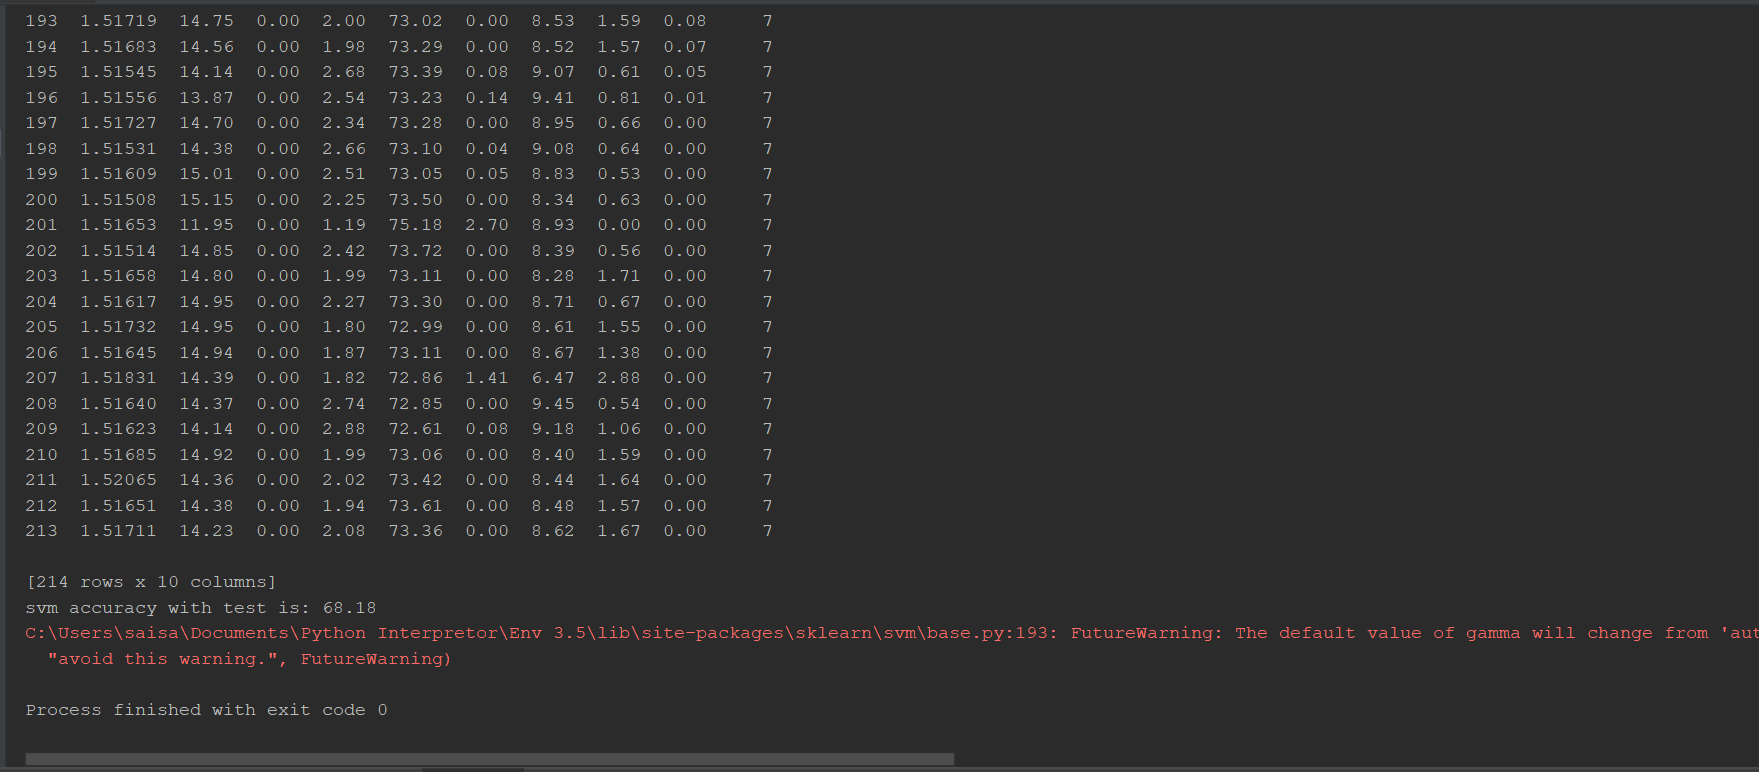 193  1.51719  14.75  0.00  2.00  73.02  0.00  8.53  1.59  0.08     7
194  1.51683  14.56  0.00  1.98  73.29  0.00  8.52  1.57  0.07     7
195  1.51545  14.14  0.00  2.68  73.39  0.08  9.07  0.61  0.05     7
196  1.51556  13.87  0.00  2.54  73.23  0.14  9.41  0.81  0.01     7
197  1.51727  14.70  0.00  2.34  73.28  0.00  8.95  0.66  0.00     7
198  1.51531  14.38  0.00  2.66  73.10  0.04  9.08  0.64  0.00     7
199  1.51609  15.01  0.00  2.51  73.05  0.05  8.83  0.53  0.00     7
200  1.51508  15.15  0.00  2.25  73.50  0.00  8.34  0.63  0.00     7
201  1.51653  11.95  0.00  1.19  75.18  2.70  8.93  0.00  0.00     7
202  1.51514  14.85  0.00  2.42  73.72  0.00  8.39  0.56  0.00     7
203  1.51658  14.80  0.00  1.99  73.11  0.00  8.28  1.71  0.00     7
204  1.51617  14.95  0.00  2.27  73.30  0.00  8.71  0.67  0.00     7
205  1.51732  14.95  0.00  1.80  72.99  0.00  8.61  1.55  0.00     7
206  1.51645  14.94  0.00  1.87  73.11  0.00  8.67  1.38  0.00     7
207  1.51831  14.39  0.00  1.82  72.86  1.41  6.47  2.88  0.00     7
208  1.51640  14.37  0.00  2.74  72.85  0.00  9.45  0.54  0.00     7
209  1.51623  14.14  0.00  2.88  72.61  0.08  9.18  1.06  0.00     7
210  1.51685  14.92  0.00  1.99  73.06  0.00  8.40  1.59  0.00     7
211  1.52065  14.36  0.00  2.02  73.42  0.00  8.44  1.64  0.00     7
212  1.51651  14.38  0.00  1.94  73.61  0.00  8.48  1.57  0.00     7
213  1.51711  14.23  0.00  2.08  73.36  0.00  8.62  1.67  0.00     7
[214 rows x 10 columns]
svm accuracy with test is: 68.18
C:\Users\saisa\Documents\Python Interpretor\Env 3.5\lib\site-packages\sklearn\svm\base.py:193: FutureWarning: The default value of gamma will change from 'aut
"avoid this warning.", FutureWarning)
Process finished with exit code 0